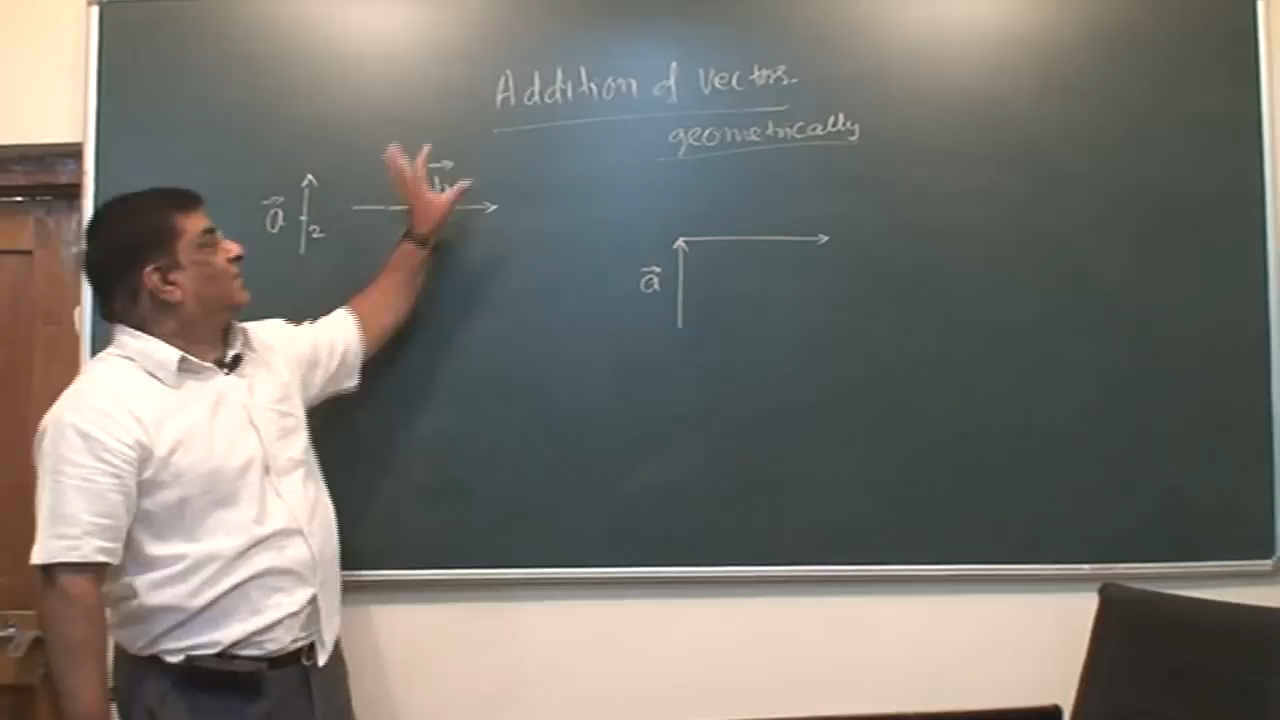 Addition of vectors.
geometrically
a⃗ 2
b⃗
a⃗